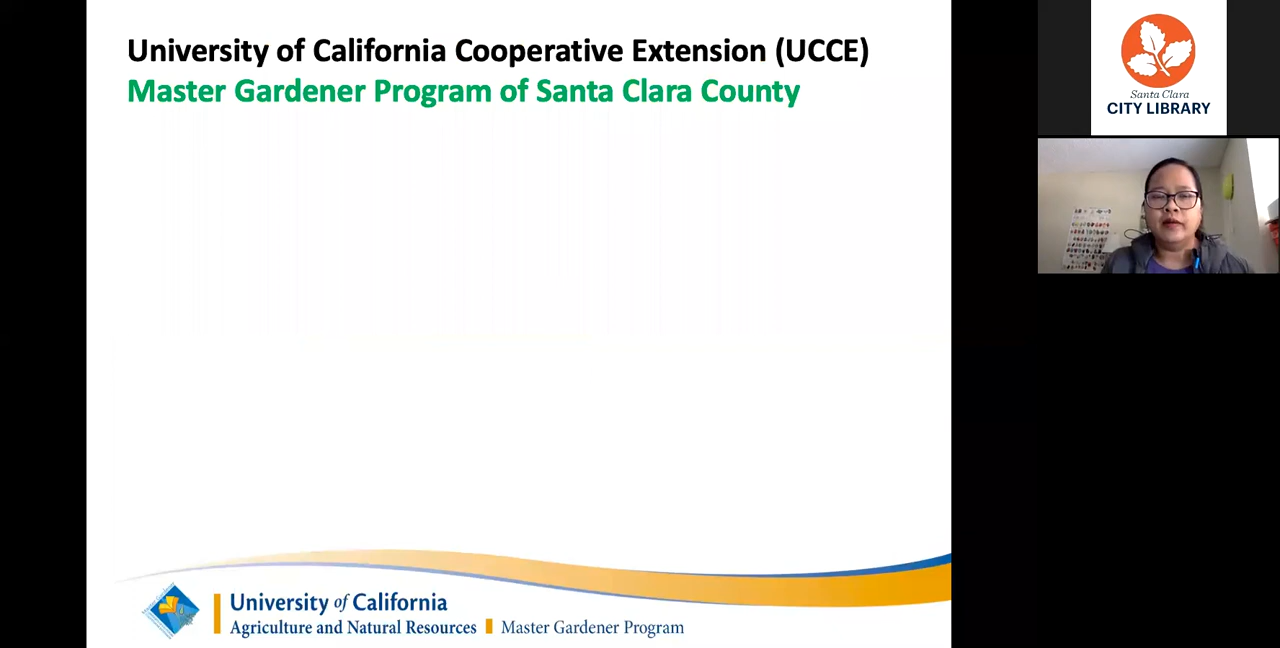 University of California Cooperative Extension (UCCE)
Master Gardener Program of Santa Clara County
Santa Clara
CITY LIBRARY
University of California
Agriculture and Natural Resources Master Gardener Program